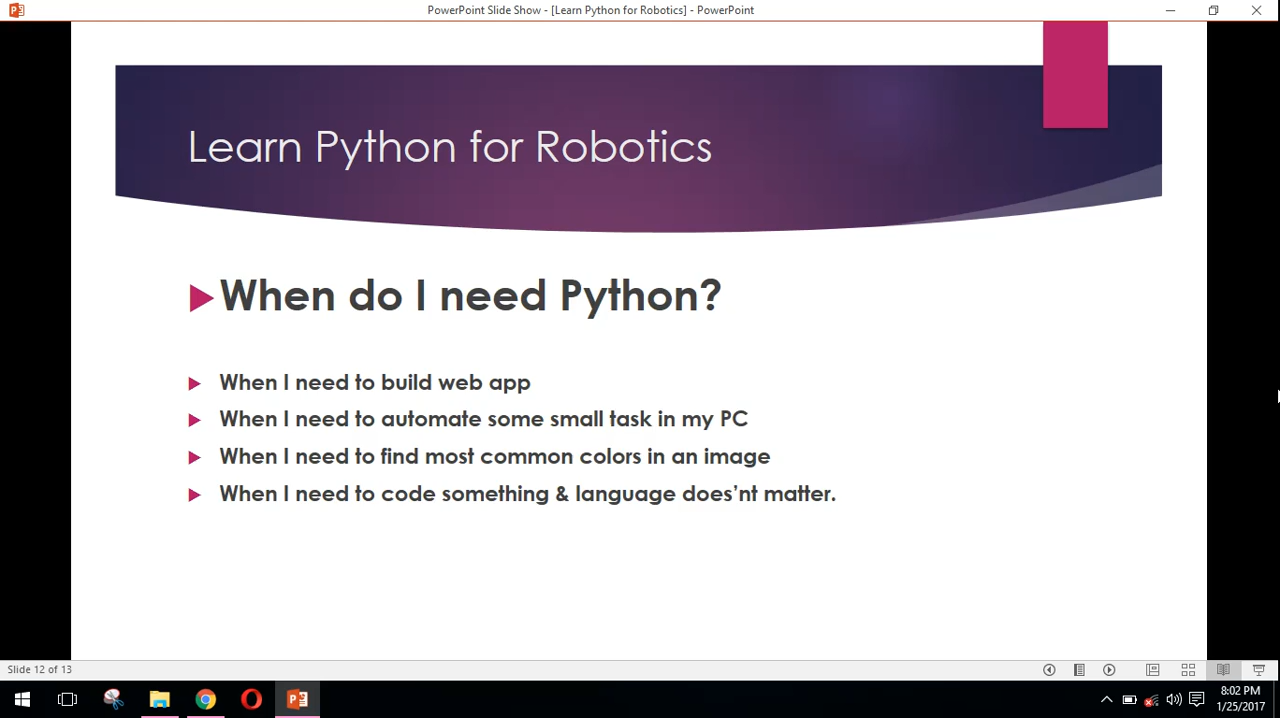 PowerPoint Slide Show - [Learn Python for Robotics] - PowerPoint
Learn Python for Robotics
When do I need Python?
When I need to build web app
When I need to automate some small task in my PC
When I need to find most common colors in an image
When I need to code something & language does'nt matter.
Slide 12 of 13
8:02 PM
1/25/2017